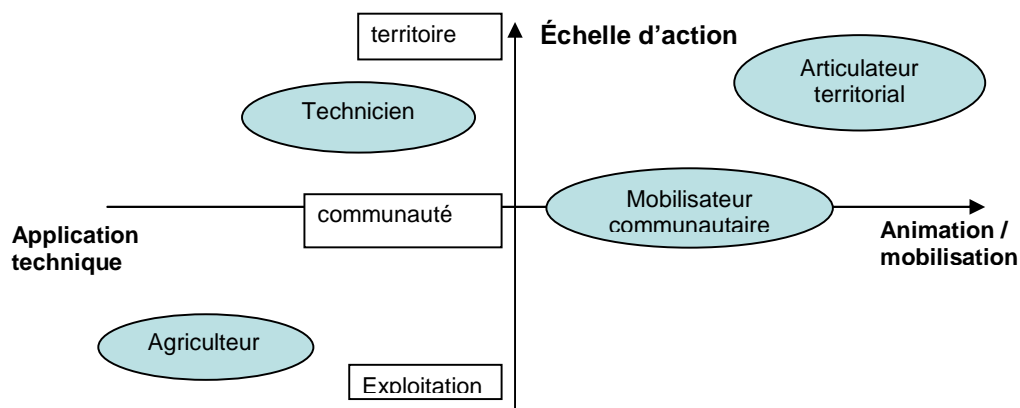 territoire
Échelle d'action
Articulateur
territorial
Technicien
communauté
Mobilisateur
communautaire
Application
technique
Animation /
mobilisation
Agriculteur
Exploitation